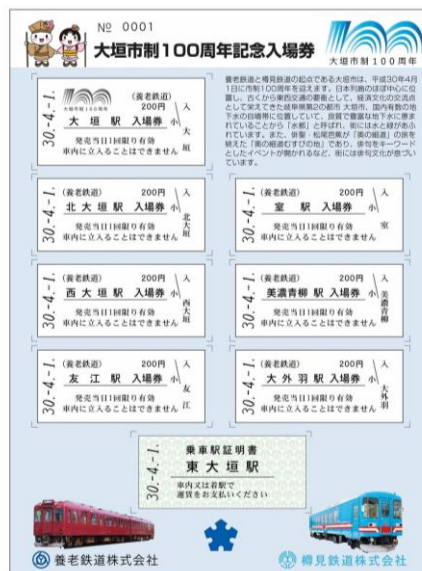 № 0001
大垣市制100周年記念入場券
大垣市制100周年
養老鉄道と樽見鉄道の起点である大垣市は、平成30年4月
1日に市制100周年を迎えます。日本列島のほぼ中心に位
置し、古くから東西交通の要衝として、経済文化の交流点
として栄えてきた岐阜県第2の都市 大垣市、国内有数の地
下水の自噴帯に位置していて、良質で豊富な地下水に恵ま
れていることから「水都」と呼ばれ、街には水と緑があふ
れています。また、俳聖・松尾芭蕉が「奥の細道」の旅を
終えた「奥の細道むすびの地」であり、俳句をキーワード
としたイベントが開かれるなど、街には俳句文化が息づい
ています。
30.-4.-1.
大垣市制100周年
(養老鉄道)
200円
大垣駅 入場券
発売当日1回限り有効
車内に立入ることはできません
入
小
大垣
30.-4.-1.
(養老鉄道) 200円
北大垣駅 入場券
発売当日1回限り有効
車内に立入ることはできません
入
小
北大垣
30.-4.-1.
(養老鉄道) 200円
室駅 入場券
発売当日1回限り有効
車内に立入ることはできません
入
小
室
30.-4.-1.
(養老鉄道) 200円
西大垣駅 入場券
発売当日1回限り有効
車内に立入ることはできません
入
小
西大垣
30.-4.-1.
(養老鉄道) 200円
美濃青柳駅 入場券
発売当日1回限り有効
車内に立入ることはできません
入
小
美濃青柳
30.-4.-1.
(養老鉄道) 200円
友江駅 入場券
発売当日1回限り有効
車内に立入ることはできません
入
小
友江
30.-4.-1.
(養老鉄道) 200円
大外羽駅 入場券
発売当日1回限り有効
車内に立入ることはできません
入
小
大外羽
30.-4.-1.
乗車駅証明書
東大垣駅
車内又は着駅で
運賃をお支払いください
養老鉄道株式会社
樽見鉄道株式会社